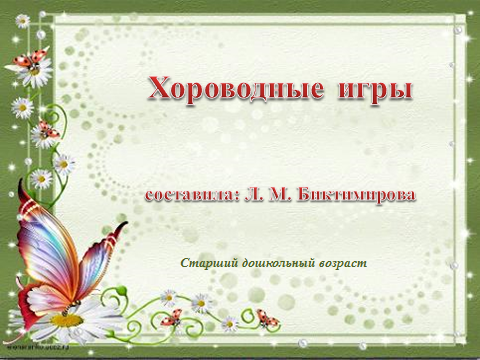 Хороводные игры
составила: Л. М. Биктимирова
Старший дошкольный возраст